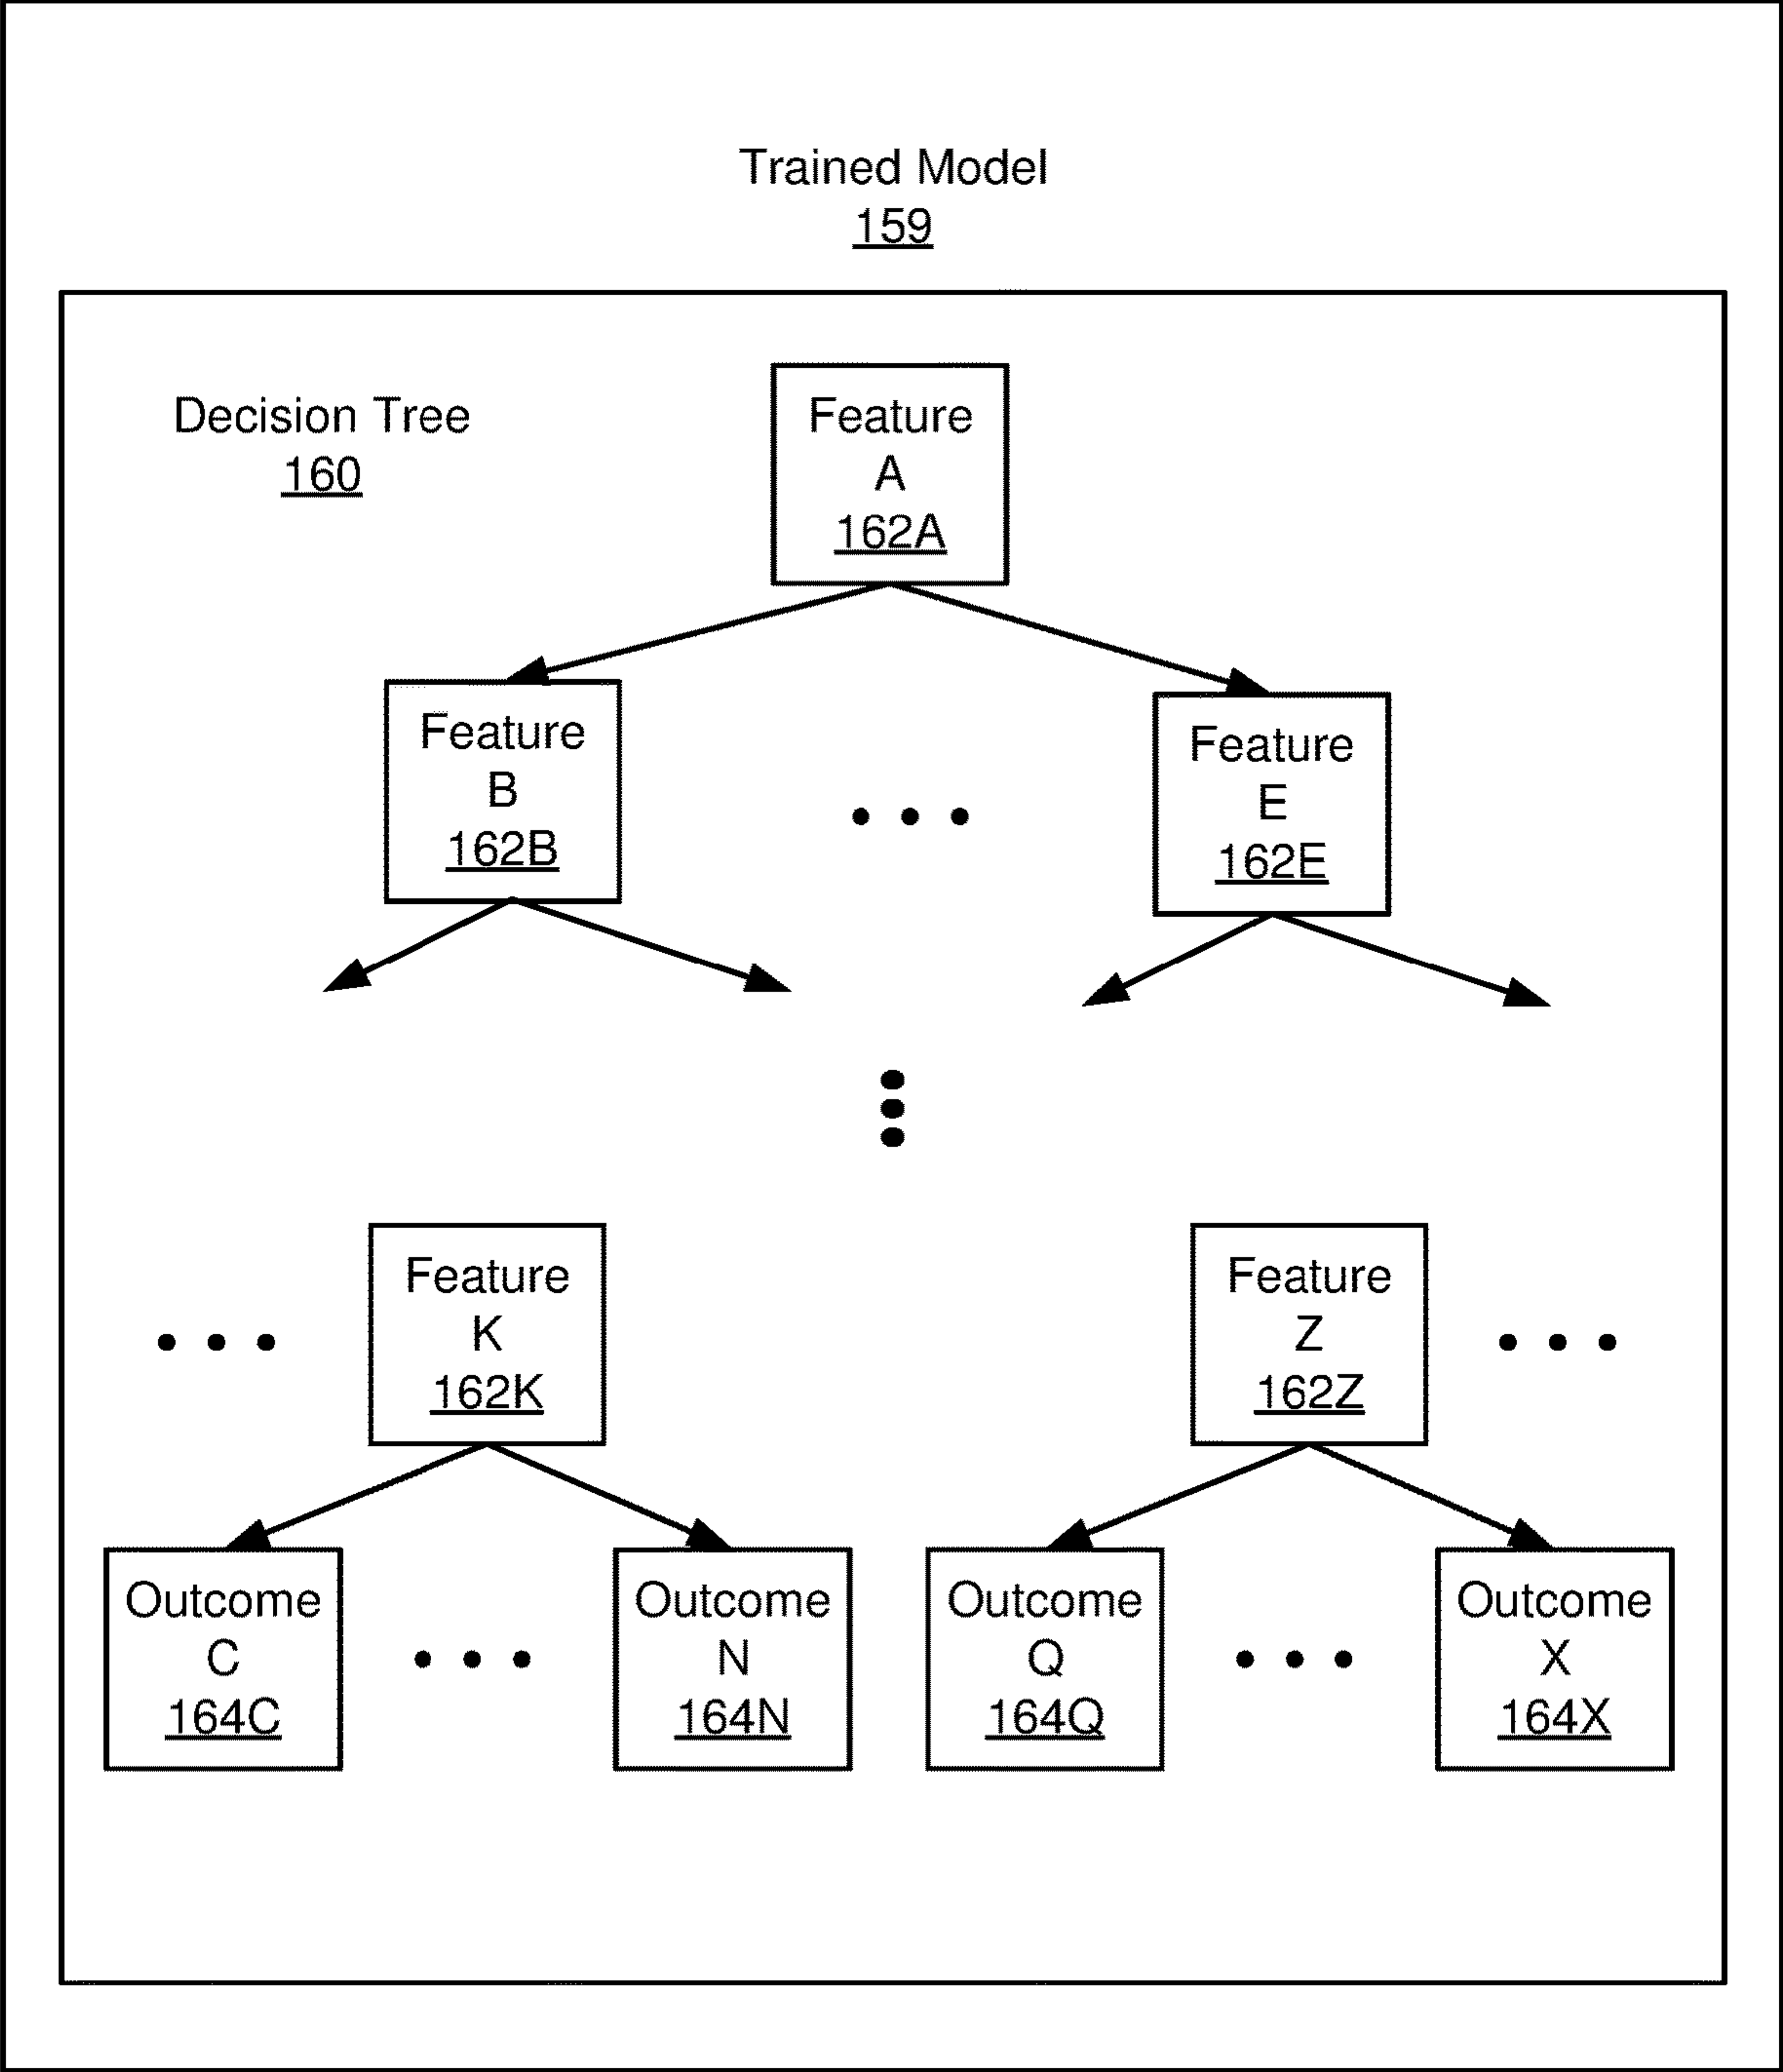 Trained Model
159
Decision Tree
160
Feature
A
162A
Feature
B
162B
Feature
E
162E
Feature
K
162K
Feature
Z
162Z
Outcome
C
164C
Outcome
N
164N
Outcome
Q
164Q
Outcome
X
164X